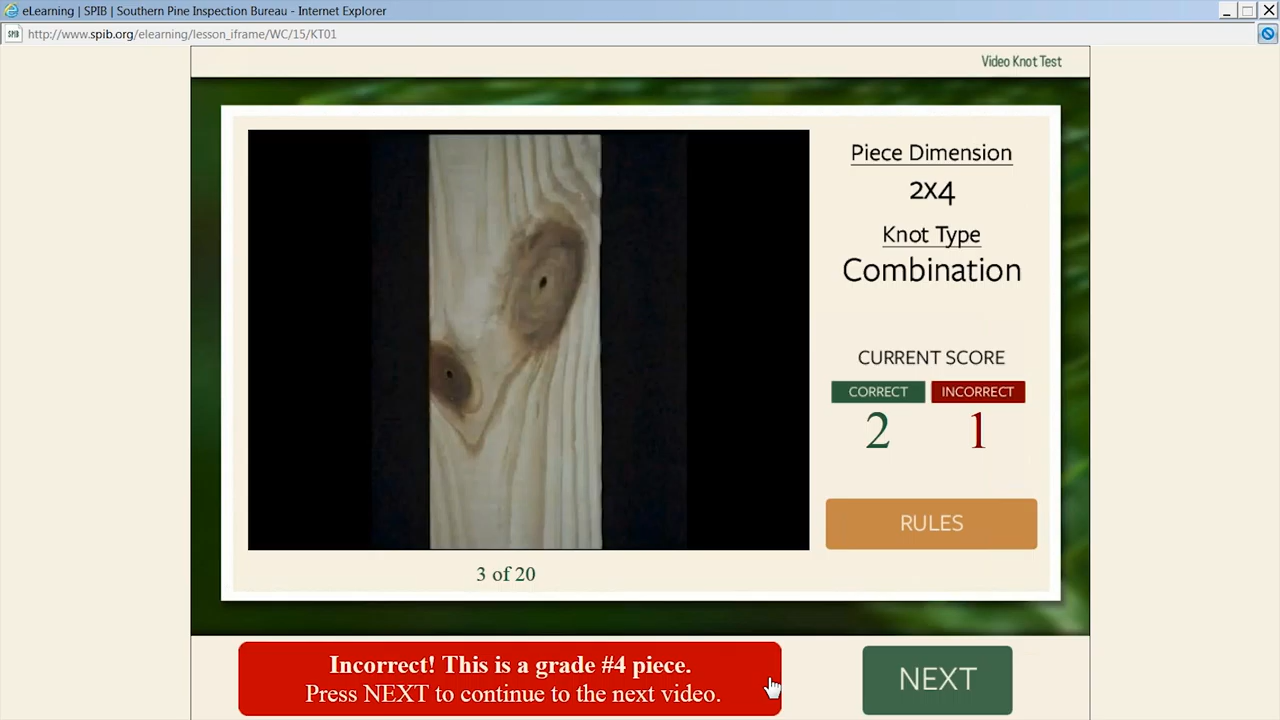 eLearning | SPIB | Southern Pine Inspection Bureau - Internet Explorer
SPIB http://www.spib.org/elearning/lesson_iframe/WC/15/KT01
Video Knot Test
Piece Dimension
2x4
Knot Type
Combination
CURRENT SCORE
CORRECT INCORRECT
2 1
RULES
3 of 20
Incorrect! This is a grade #4 piece.
Press NEXT to continue to the next video.
NEXT